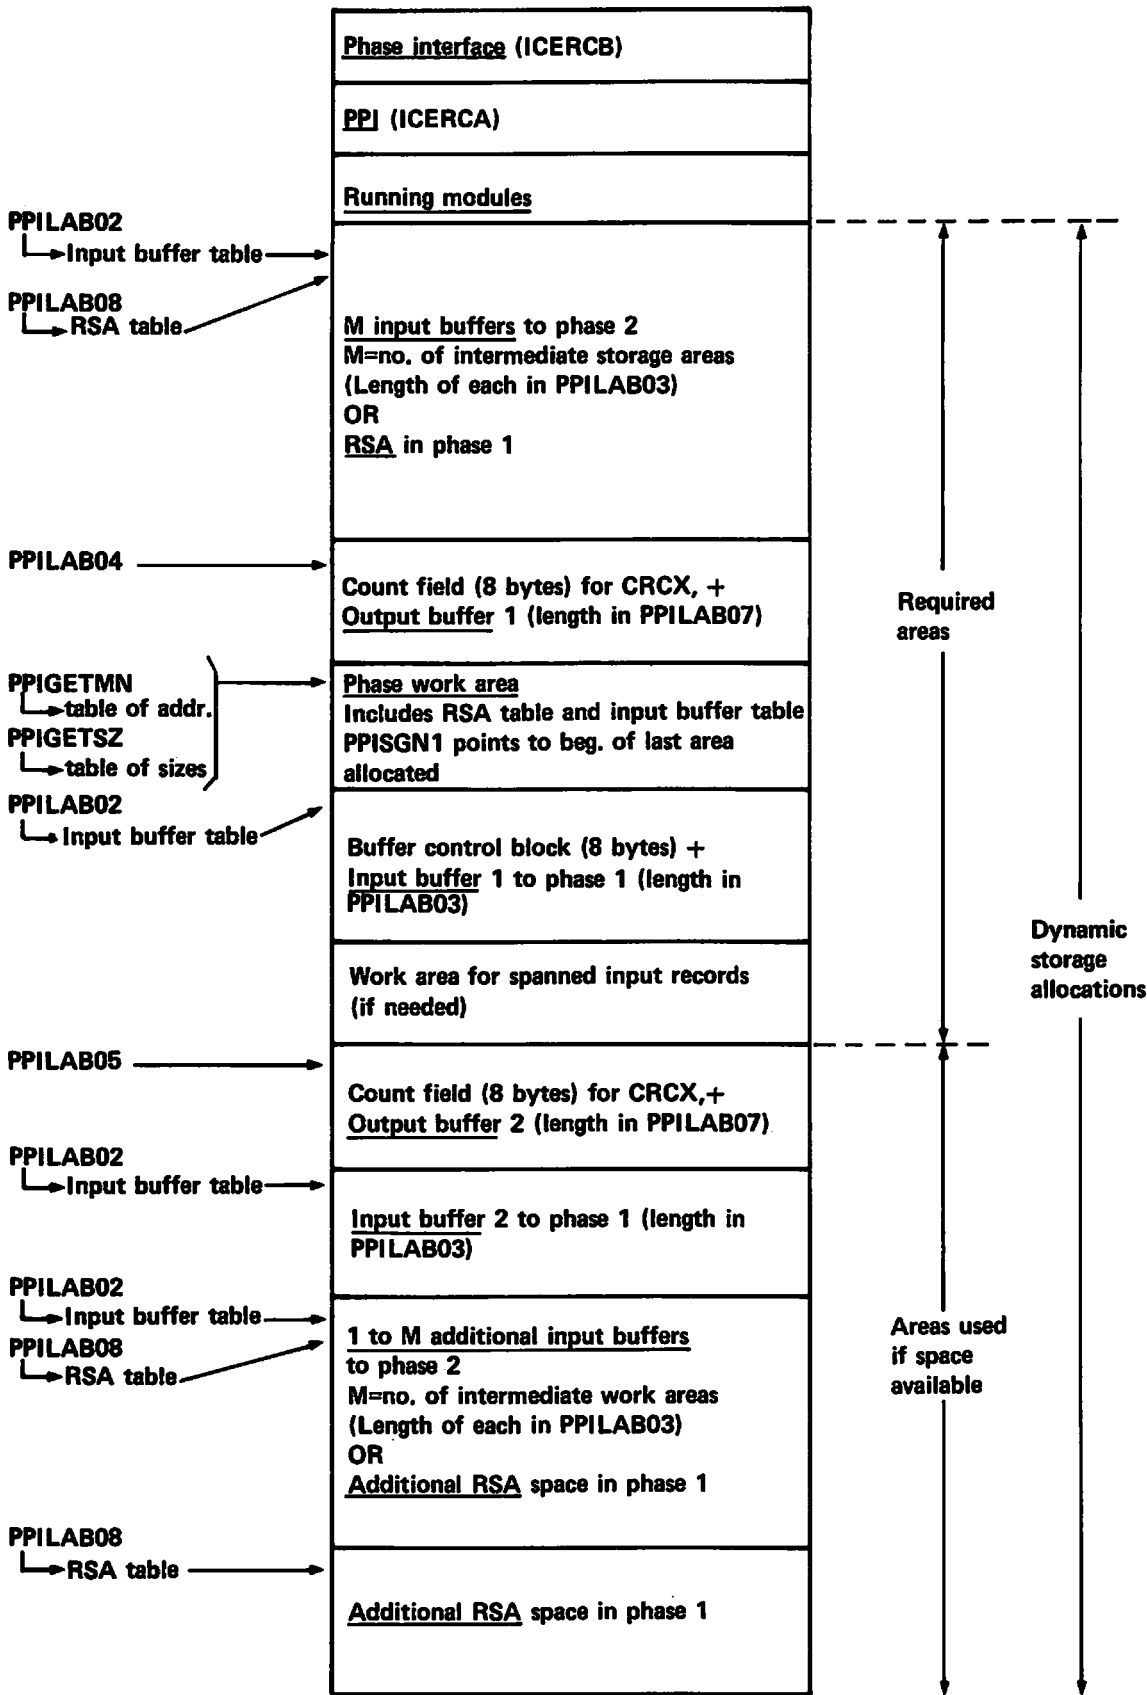 Phase interface (ICERCB)
PPI (ICERCA)
Running modules
PPILAB02
Input buffer table
PPILAB08
RSA table
M input buffers to phase 2
M=no. of intermediate storage areas
(Length of each in PPILAB03)
OR
RSA in phase 1
PPILAB04
Count field (8 bytes) for CRCX, +
Output buffer 1 (length in PPILAB07)
Required
areas
PPIGETMN
table of addr.
PPIGETSZ
table of sizes
Phase work area
Includes RSA table and input buffer table
PPISGN1 points to beg. of last area
allocated
PPILAB02
Input buffer table
Buffer control block (8 bytes) +
Input buffer 1 to phase 1 (length in
PPILAB03)
Dynamic
storage
allocations
Work area for spanned input records
(if needed)
PPILAB05
Count field (8 bytes) for CRCX,+
Output buffer 2 (length in PPILAB07)
PPILAB02
Input buffer table
Input buffer 2 to phase 1 (length in
PPILAB03)
PPILAB02
Input buffer table
PPILAB08
RSA table
1 to M additional input buffers
to phase 2
M=no. of intermediate work areas
(Length of each in PPILAB03)
OR
Additional RSA space in phase 1
Areas used
if space
available
PPILAB08
RSA table
Additional RSA space in phase 1